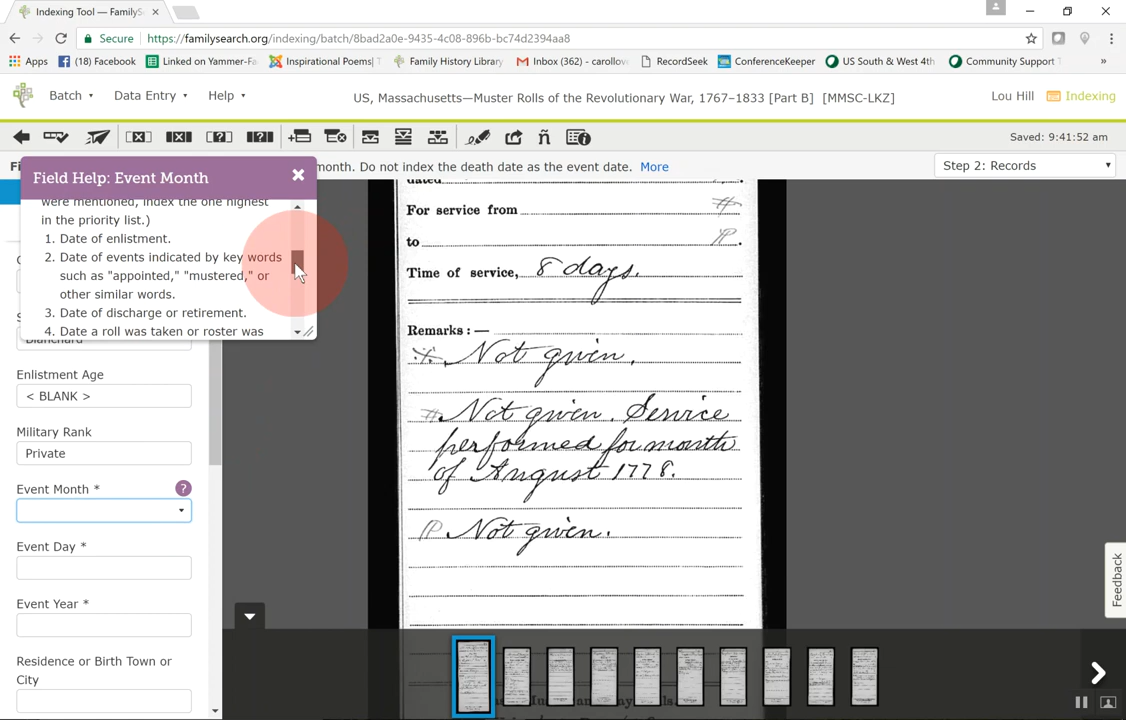 Indexing Tool — FamilyS
Secure https://familysearch.org/indexing/batch/8bad2a0e-9435-4c08-896b-bc74d2394aa8
Apps (18) Facebook Linked on Yammer-Fa Inspirational Poems| T Family History Library Inbox (362) - carollov RecordSeek ConferenceKeeper US South & West 4th Community Support T »
Batch Data Entry Help US, Massachusetts—Muster Rolls of the Revolutionary War, 1767–1833 [Part B] [MMSC-LKZ] Lou Hill Indexing
Saved: 9:41:52 am
Fi
month. Do not index the death date as the event date. More
Step 2: Records
Field Help: Event Month
were mentioned, index the one highest
in the priority list.)
1. Date of enlistment.
2. Date of events indicated by key words
such as "appointed," "mustered," or
other similar words.
3. Date of discharge or retirement.
4. Date a roll was taken or roster was
Blanchard
Enlistment Age
< BLANK >
Military Rank
Private
Event Month *
?
Event Day *
Event Year *
Residence or Birth Town or
City
dated
For service from #
to P.
Time of service, 8 days.
Remarks :—
Not given.
# Not given. Service
performed for month
of August 1778.
P Not given.
Feedback